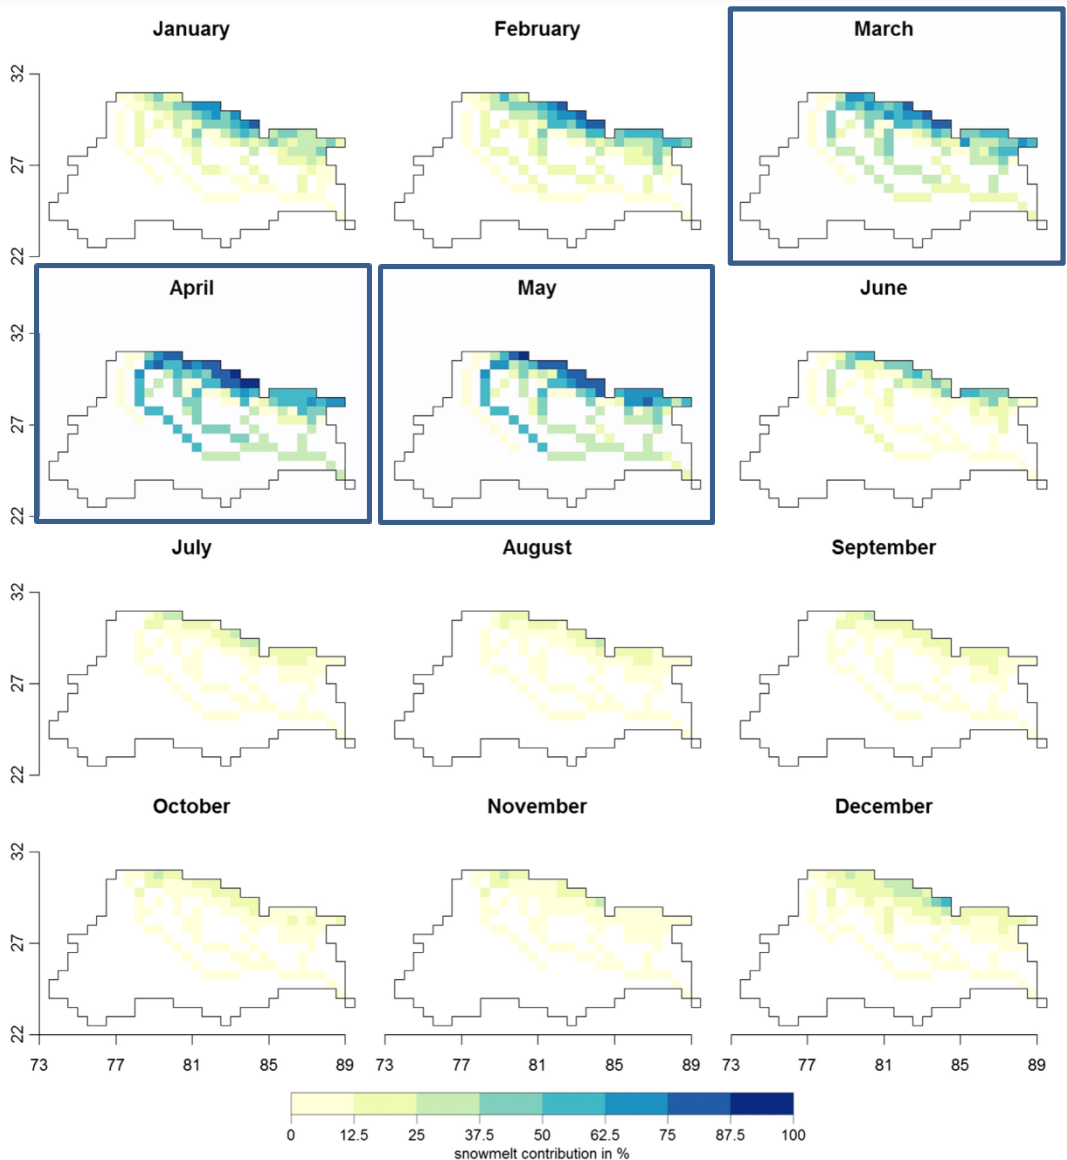 January February March
32
27
22
April May June
32
27
22
July August September
32
27
22
October November December
32
27
22
73 77 81 85 89 73 77 81 85 89 73 77 81 85 89
0 12.5 25 37.5 50 62.5 75 87.5 100
snowmelt contribution in %